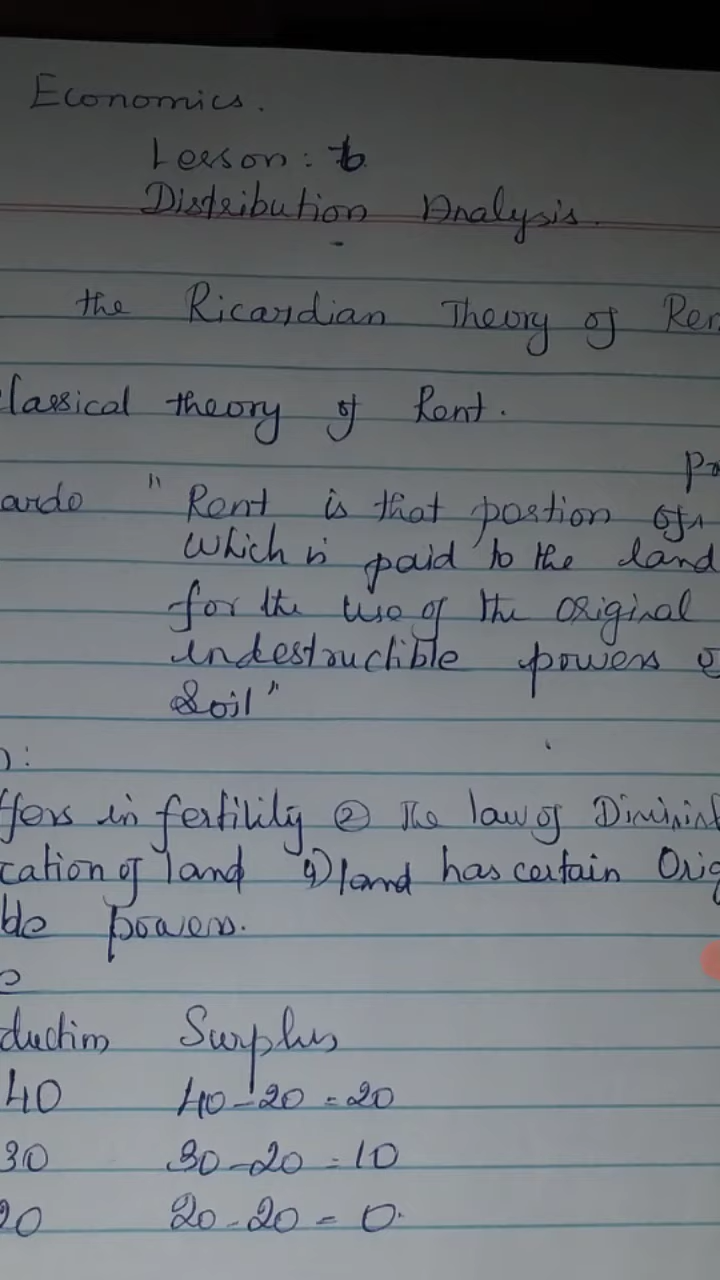 Economics.
Lesson: 6
Distribution Analysis.
the Ricardian Theory of Ren
lassical theory of Rent.
ardo " Rent is that portion of
which is paid to the land
for the use of the original
indestructible powers
Soil"
ffers in fertility ② The law of Dimini
cation of land 4) land has certain Orig
ble powers.
duction Surplus
40 40-20 = 20
30 30-20 = 10
20 20-20 = 0.